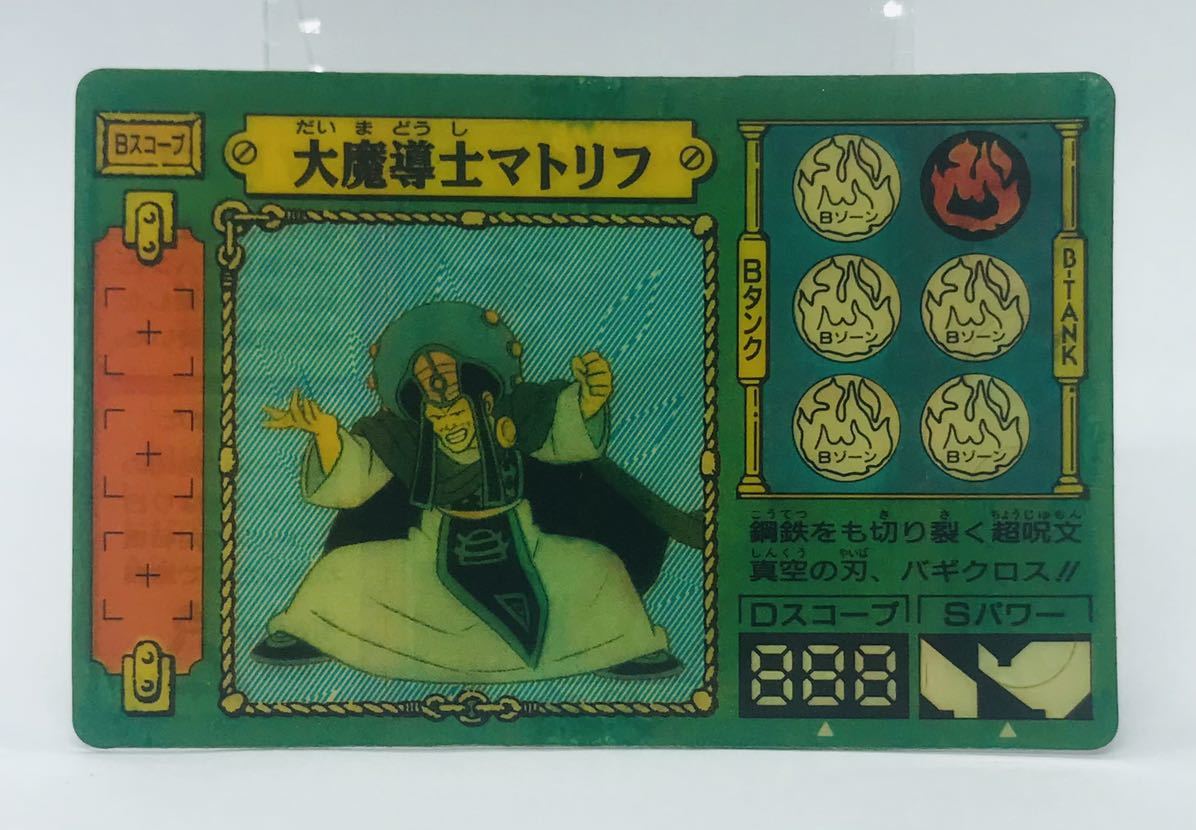 Bスコープ
だいまどうし
大魔導士マトリフ
Bゾーン
Bタンク
B-TANK
Bゾーン
Bゾーン
Bゾーン
Bゾーン
こうてつ き さ ちょうじゅもん
鋼鉄をも切り裂く超呪文
しんくう やいば
真空の刃、バギクロス!!
Dスコープ
Sパワー
888